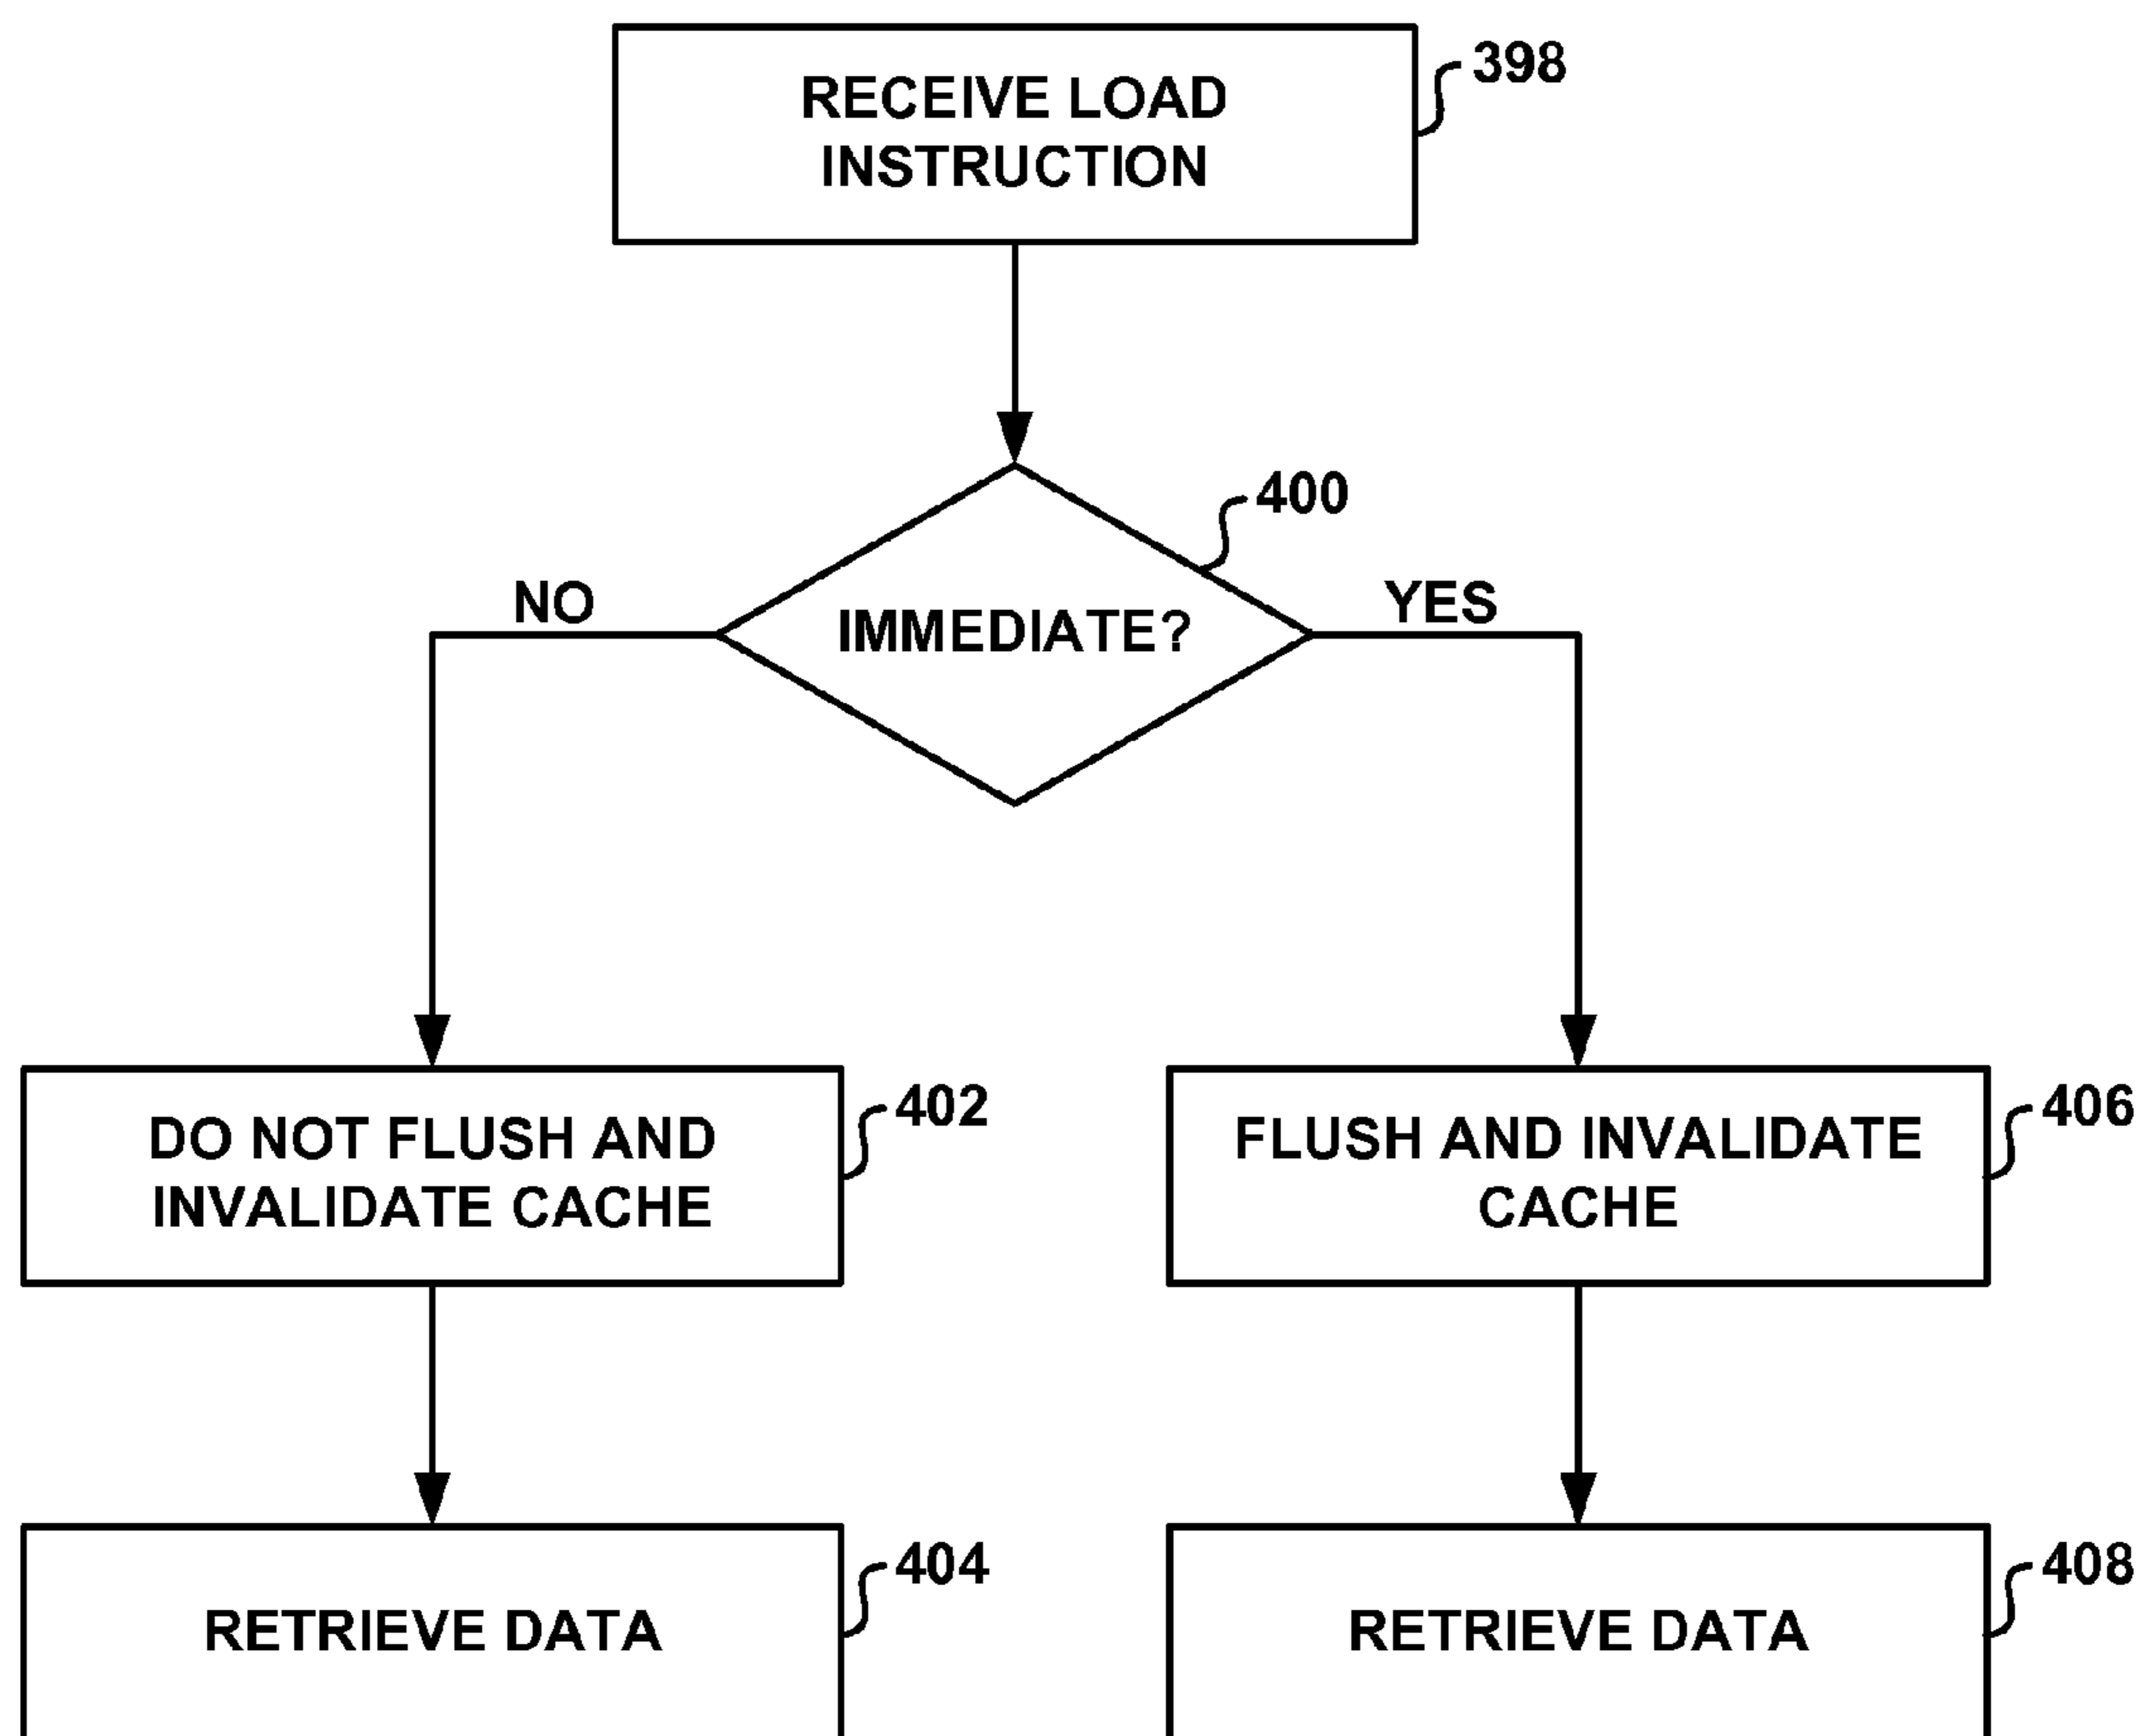 RECEIVE LOAD
INSTRUCTION
398
400
IMMEDIATE?
NO
YES
DO NOT FLUSH AND
INVALIDATE CACHE
402
FLUSH AND INVALIDATE
CACHE
406
RETRIEVE DATA
404
RETRIEVE DATA
408